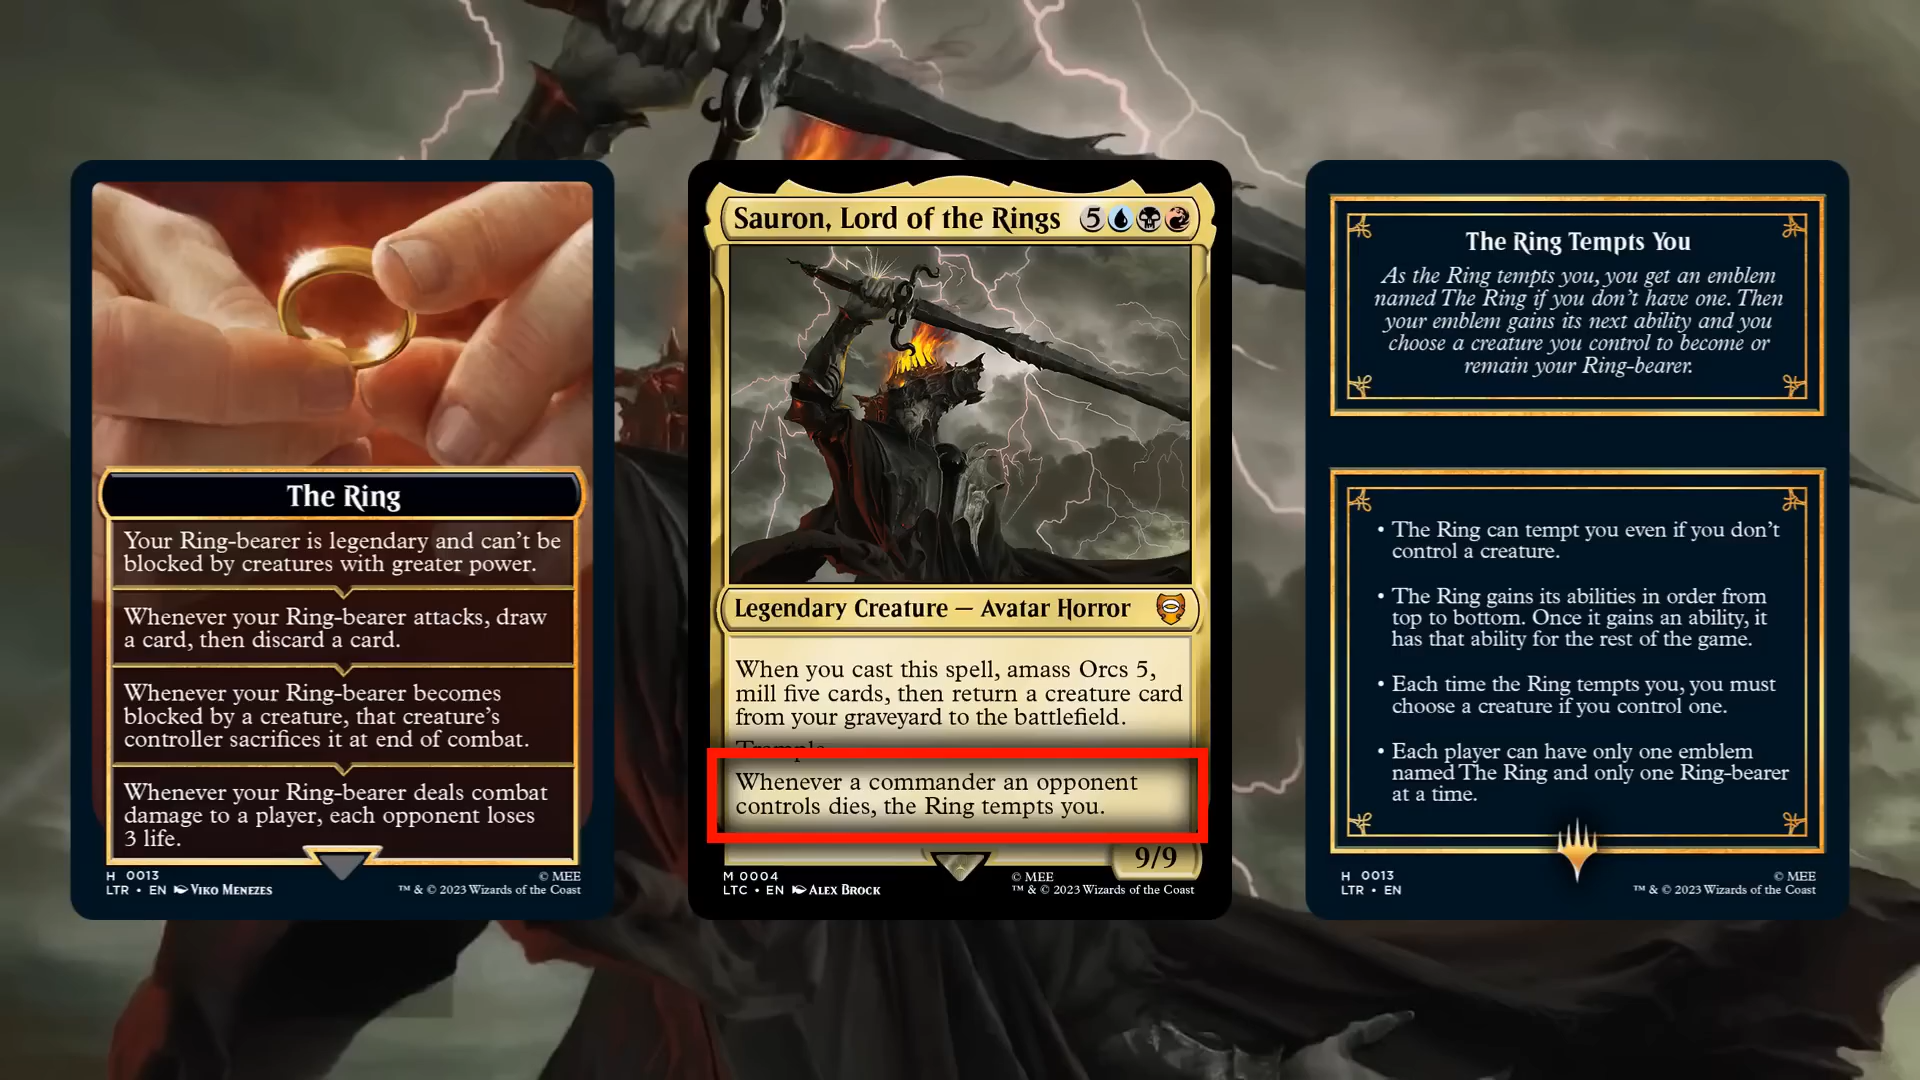 The Ring
Your Ring-bearer is legendary and can't be
blocked by creatures with greater power.
Whenever your Ring-bearer attacks, draw
a card, then discard a card.
Whenever your Ring-bearer becomes
blocked by a creature, that creature's
controller sacrifices it at end of combat.
Whenever your Ring-bearer deals combat
damage to a player, each opponent loses
3 life.
H 0013
LTR • EN VIKO MENEZES
© MEE
™ & © 2023 Wizards of the Coast
Sauron, Lord of the Rings 5
Legendary Creature — Avatar Horror
When you cast this spell, amass Orcs 5,
mill five cards, then return a creature card
from your graveyard to the battlefield.
Trample
Whenever a commander an opponent
controls dies, the Ring tempts you.
9/9
M 0004
LTC • EN ALEX BROCK
© MEE
™ & © 2023 Wizards of the Coast
The Ring Tempts You
As the Ring tempts you, you get an emblem
named The Ring if you don't have one. Then
your emblem gains its next ability and you
choose a creature you control to become or
remain your Ring-bearer.
• The Ring can tempt you even if you don't
control a creature.
• The Ring gains its abilities in order from
top to bottom. Once it gains an ability, it
has that ability for the rest of the game.
• Each time the Ring tempts you, you must
choose a creature if you control one.
• Each player can have only one emblem
named The Ring and only one Ring-bearer
at a time.
H 0013
LTR • EN
© MEE
™ & © 2023 Wizards of the Coast